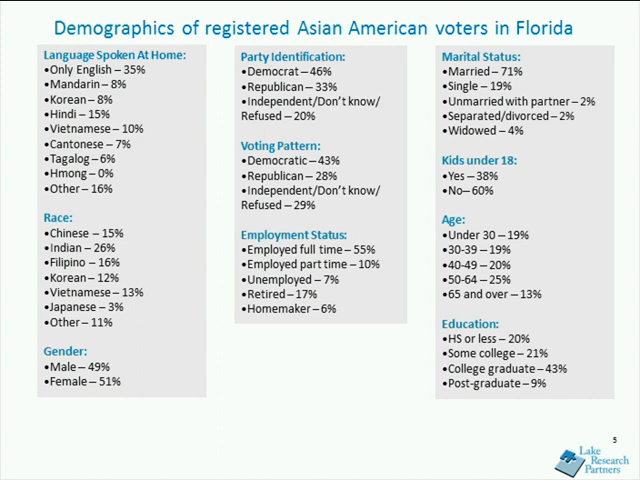 Demographics of registered Asian American voters in Florida
Language Spoken At Home:
•Only English – 35%
•Mandarin – 8%
•Korean – 8%
•Hindi – 15%
•Vietnamese – 10%
•Cantonese – 7%
•Tagalog – 6%
•Hmong – 0%
•Other – 16%
Race:
•Chinese – 15%
•Indian – 26%
•Filipino – 16%
•Korean – 12%
•Vietnamese – 13%
•Japanese – 3%
•Other – 11%
Gender:
•Male – 49%
•Female – 51%
Party Identification:
•Democrat – 46%
•Republican – 33%
•Independent/Don't know/
Refused – 20%
Voting Pattern:
•Democratic – 43%
•Republican – 28%
•Independent/Don't know/
Refused – 29%
Employment Status:
•Employed full time – 55%
•Employed part time – 10%
•Unemployed – 7%
•Retired – 17%
•Homemaker – 6%
Marital Status:
•Married – 71%
•Single – 19%
•Unmarried with partner – 2%
•Separated/divorced – 2%
•Widowed – 4%
Kids under 18:
•Yes – 38%
•No– 60%
Age:
•Under 30 – 19%
•30-39 – 19%
•40-49 – 20%
•50-64 – 25%
•65 and over – 13%
Education:
•HS or less – 20%
•Some college – 21%
•College graduate – 43%
•Post-graduate – 9%
5
Lake
Research
Partners